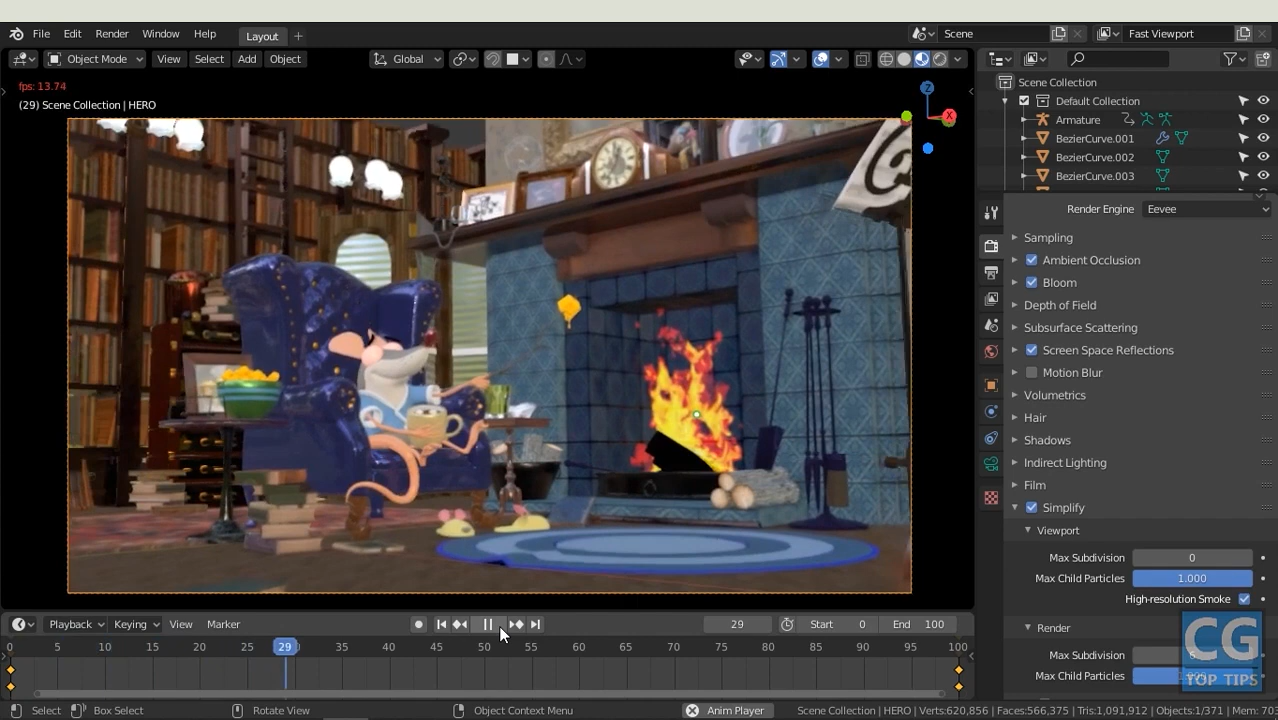 File Edit Render Window Help Layout + Scene Fast Viewport
Object Mode View Select Add Object Global
fps: 13.74
(29) Scene Collection | HERO
Z
X
Scene Collection
Default Collection
Armature
BezierCurve.001
BezierCurve.002
BezierCurve.003
Render Engine Eevee
Sampling
Ambient Occlusion
Bloom
Depth of Field
Subsurface Scattering
Screen Space Reflections
Motion Blur
Volumetrics
Hair
Shadows
Indirect Lighting
Film
Simplify
Viewport
Max Subdivision 0
Max Child Particles 1.000
High-resolution Smoke
Render
Max Subdivision
Max Child Particles
CG
TOP TIPS
Playback Keying View Marker 29 Start 0 End 100
0 5 10 15 20 25 29 35 40 45 50 55 60 65 70 75 80 85 90 95 100
Select Box Select Rotate View Object Context Menu Anim Player Scene Collection | HERO | Verts:620,856 | Faces:566,375 | Tris:1,091,912 | Objects:1/371 | Mem: 703